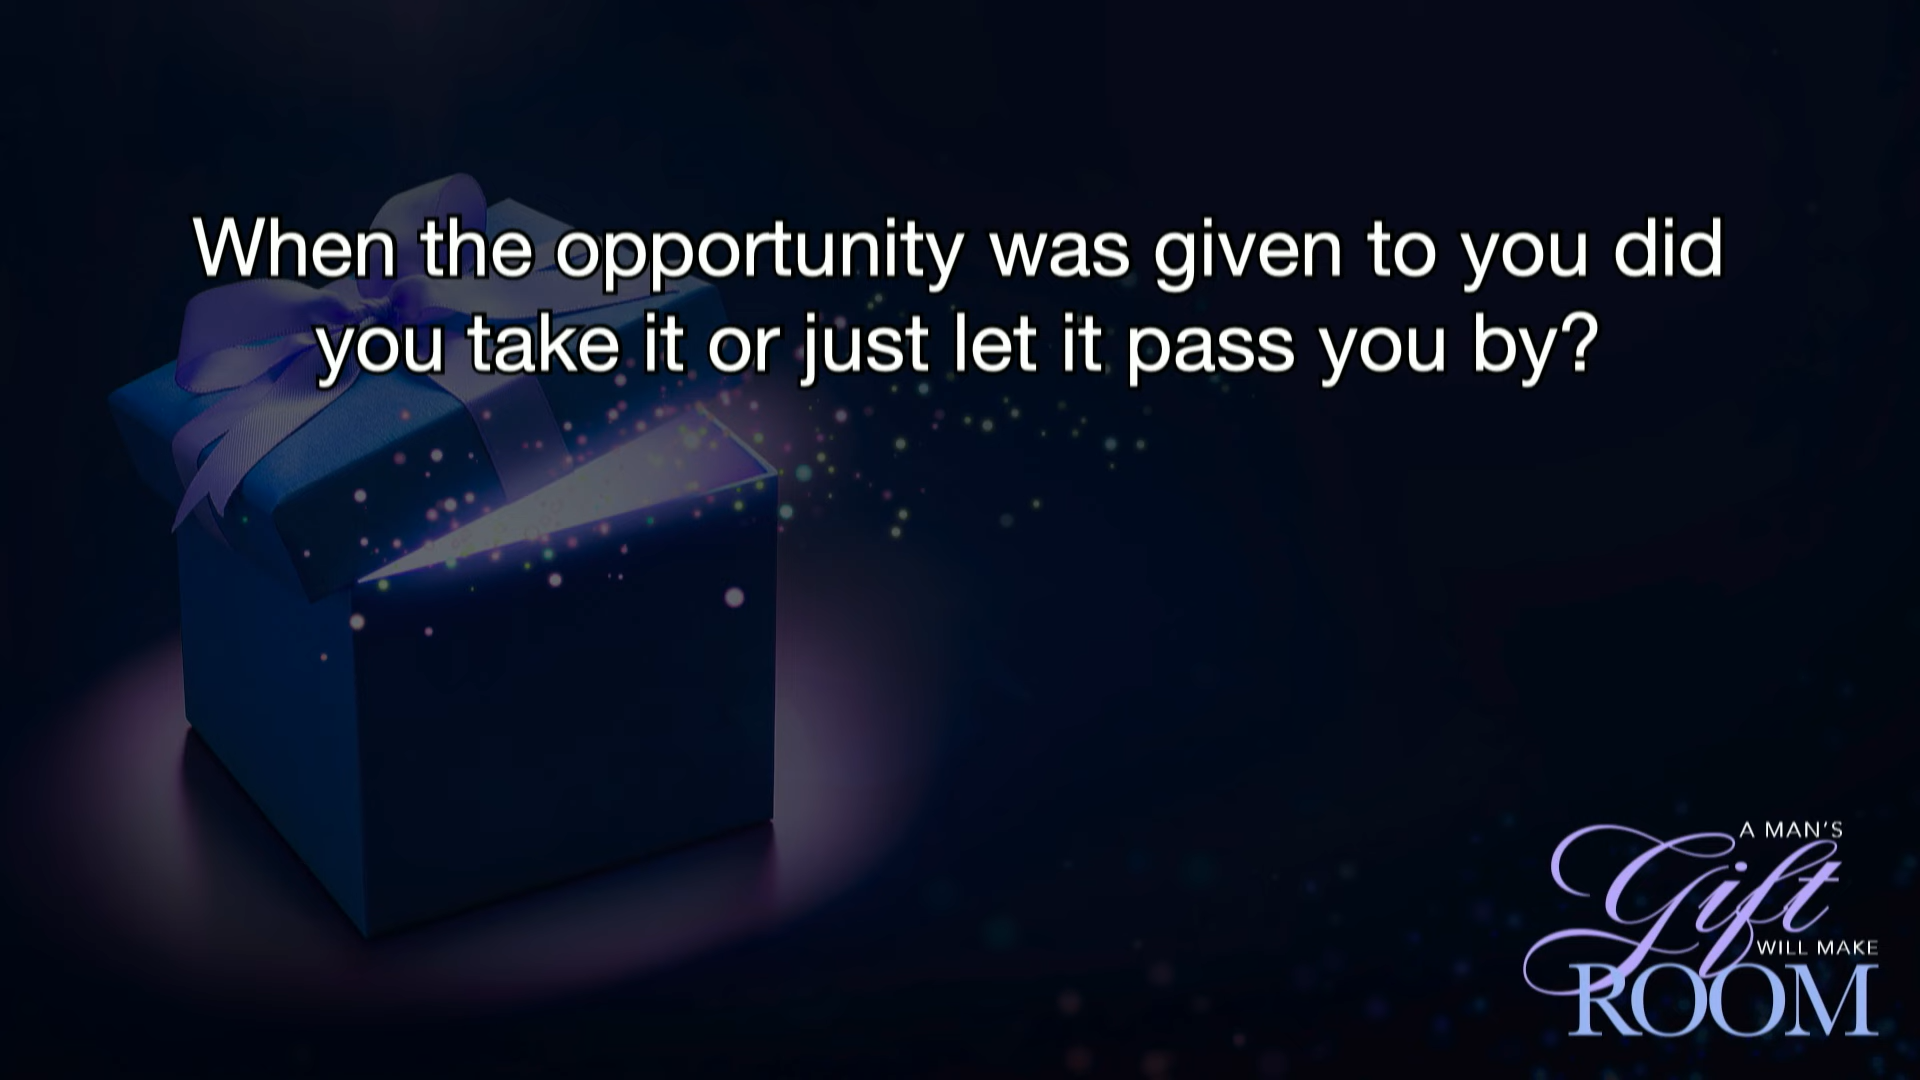 When the opportunity was given to you did
you take it or just let it pass you by?
A MAN'S
Gift
WILL MAKE
ROOM